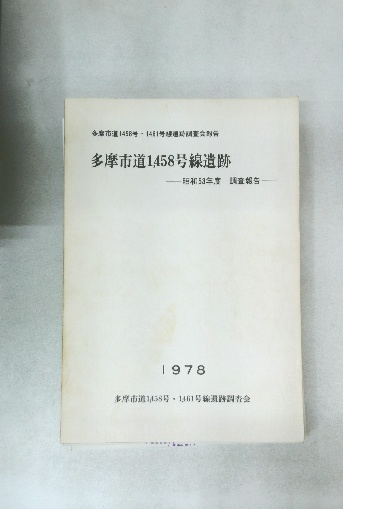 多摩市道1458号・1461号線遺跡調査会報告
多摩市道1,458号線遺跡
——昭和53年度 調査報告——
1978
多摩市道1,458号・1,461号線遺跡調査会